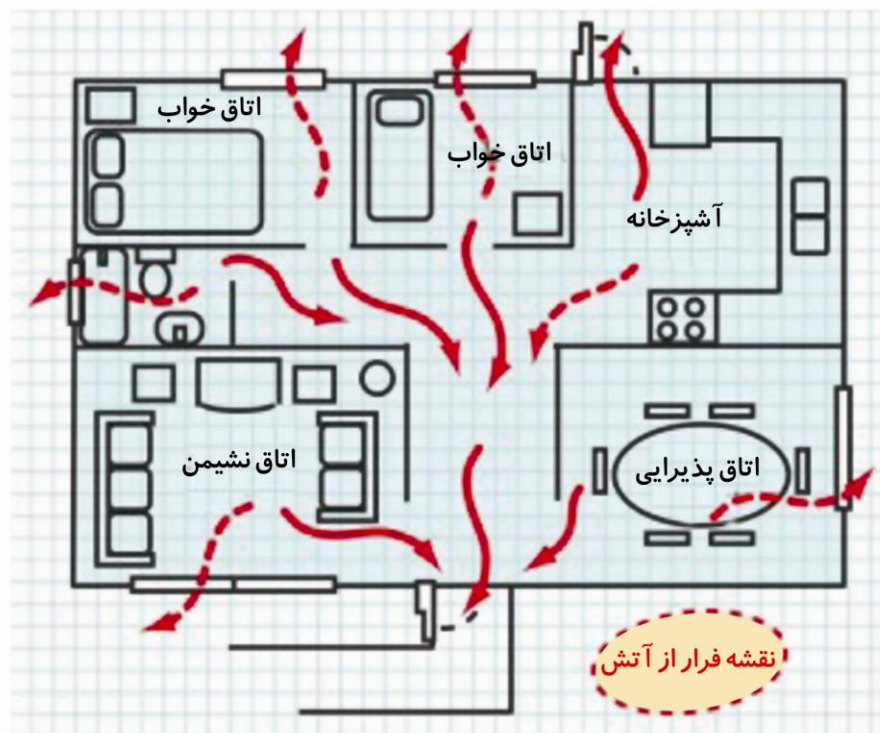 اتاق خواب
اتاق خواب
آشپزخانه
اتاق نشیمن
اتاق پذیرایی
نقشه فرار از آتش